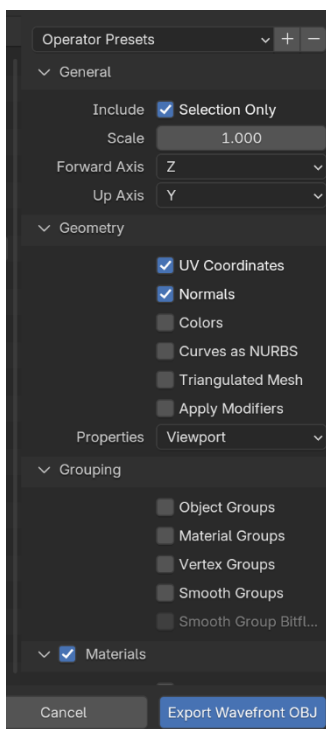 Operator Presets
General
Include Selection Only
Scale 1.000
Forward Axis Z
Up Axis Y
Geometry
UV Coordinates
Normals
Colors
Curves as NURBS
Triangulated Mesh
Apply Modifiers
Properties Viewport
Grouping
Object Groups
Material Groups
Vertex Groups
Smooth Groups
Smooth Group Bitfl...
Materials
Cancel Export Wavefront OBJ